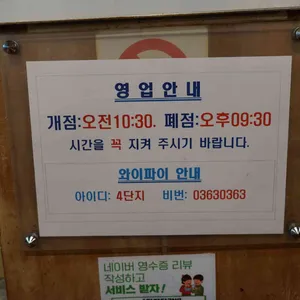 영 업 안 내
개점:오전10:30. 폐점:오후09:30
시간을 꼭 지켜 주시기 바랍니다.
와이파이 안내
아이디: 4단지 비번: 03630363
네이버 영수증 리뷰
작성하고
서비스 받자!